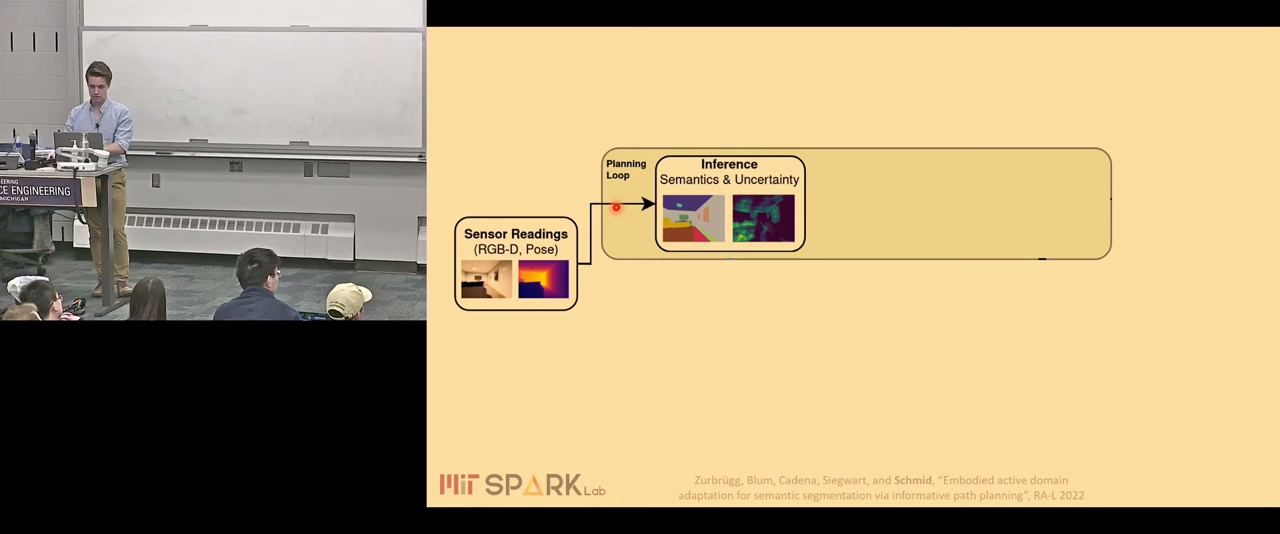 ERING
CE ENGINEERING
MICHIGAN
Planning
Loop
Inference
Semantics & Uncertainty
Sensor Readings
(RGB-D, Pose)
MIT SPARK Lab
Zurbrügg, Blum, Cadena, Siegwart, and Schmid, “Embodied active domain
adaptation for semantic segmentation via informative path planning”, RA-L 2022